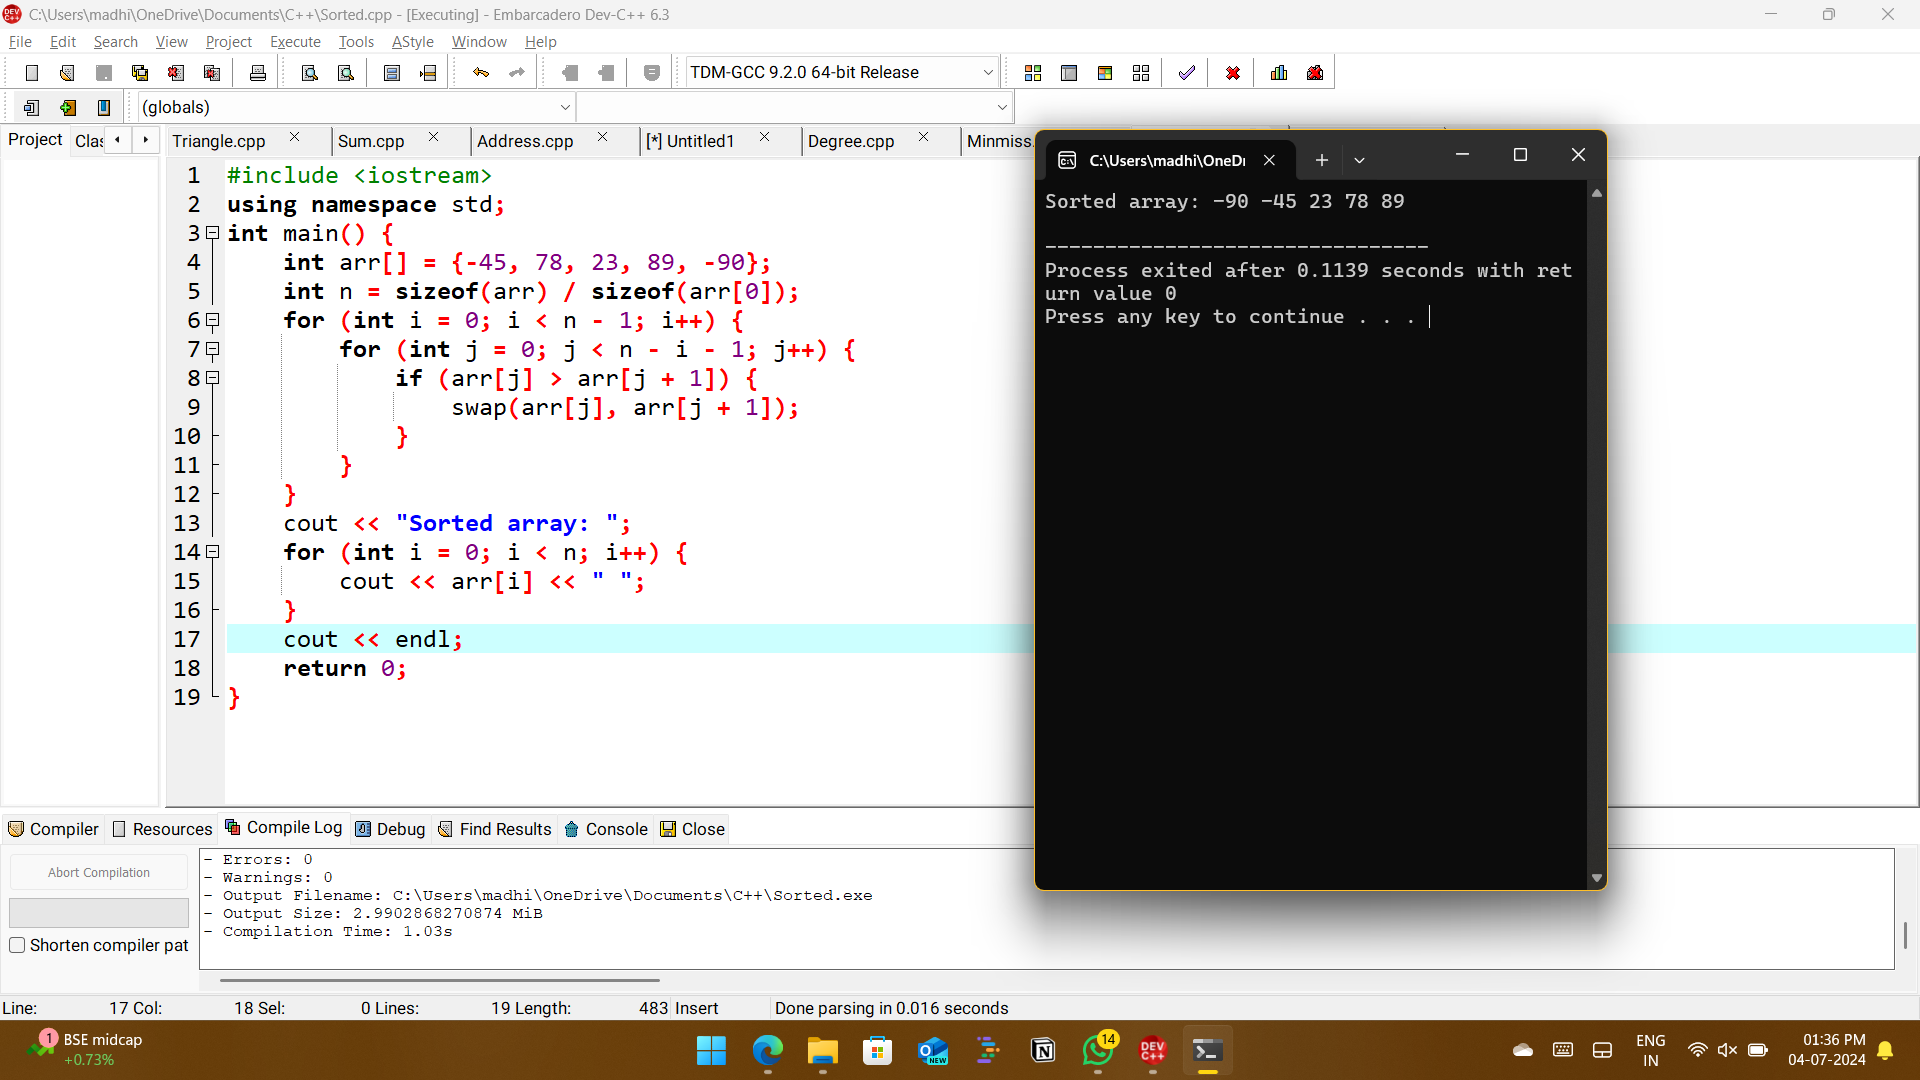 C:\Users\madhi\OneDrive\Documents\C++\Sorted.cpp - [Executing] - Embarcadero Dev-C++ 6.3
File Edit Search View Project Execute Tools AStyle Window Help
TDM-GCC 9.2.0 64-bit Release
(globals)
Project Clas Triangle.cpp Sum.cpp Address.cpp [*] Untitled1 Degree.cpp Minmiss.
1 #include <iostream>
2 using namespace std;
3 int main() {
4 int arr[] = {-45, 78, 23, 89, -90};
5 int n = sizeof(arr) / sizeof(arr[0]);
6 for (int i = 0; i < n - 1; i++) {
7 for (int j = 0; j < n - i - 1; j++) {
8 if (arr[j] > arr[j + 1]) {
9 swap(arr[j], arr[j + 1]);
10 }
11 }
12 }
13 cout << "Sorted array: ";
14 for (int i = 0; i < n; i++) {
15 cout << arr[i] << " ";
16 }
17 cout << endl;
18 return 0;
19 }
C:\Users\madhi\OneDr
Sorted array: -90 -45 23 78 89
--------------------------------
Process exited after 0.1139 seconds with ret
urn value 0
Press any key to continue . . .
Compiler Resources Compile Log Debug Find Results Console Close
Abort Compilation
Shorten compiler pat
- Errors: 0
- Warnings: 0
- Output Filename: C:\Users\madhi\OneDrive\Documents\C++\Sorted.exe
- Output Size: 2.9902868270874 MiB
- Compilation Time: 1.03s
Line: 17 Col: 18 Sel: 0 Lines: 19 Length: 483 Insert Done parsing in 0.016 seconds
1 BSE midcap
+0.73%
NEW
14
DEV C++
ENG
IN
01:36 PM
04-07-2024